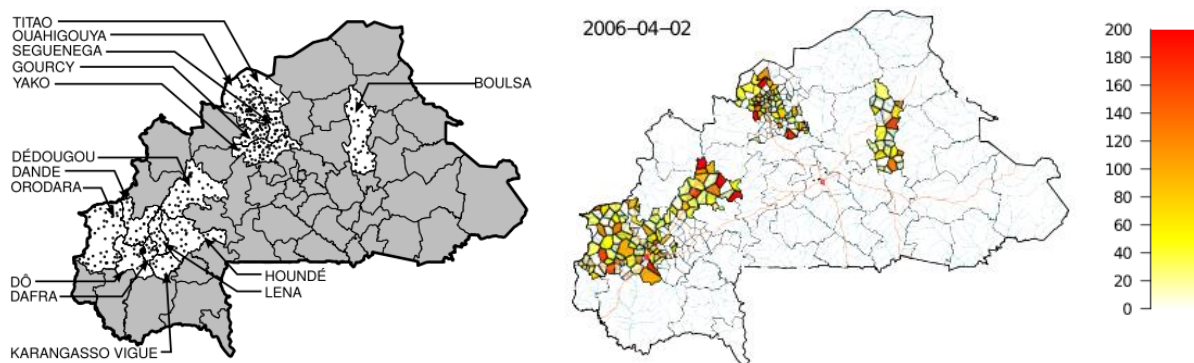 TITAO
OUAHIGOUYA
SEGUENEGA
GOURCY
YAKO
BOULSA
DÉDOUGOU
DANDE
ORODARA
DÔ
DAFRA
HOUNDÉ
LENA
KARANGASSO VIGUE
2006–04–02
200
180
160
140
120
100
80
60
40
20
0